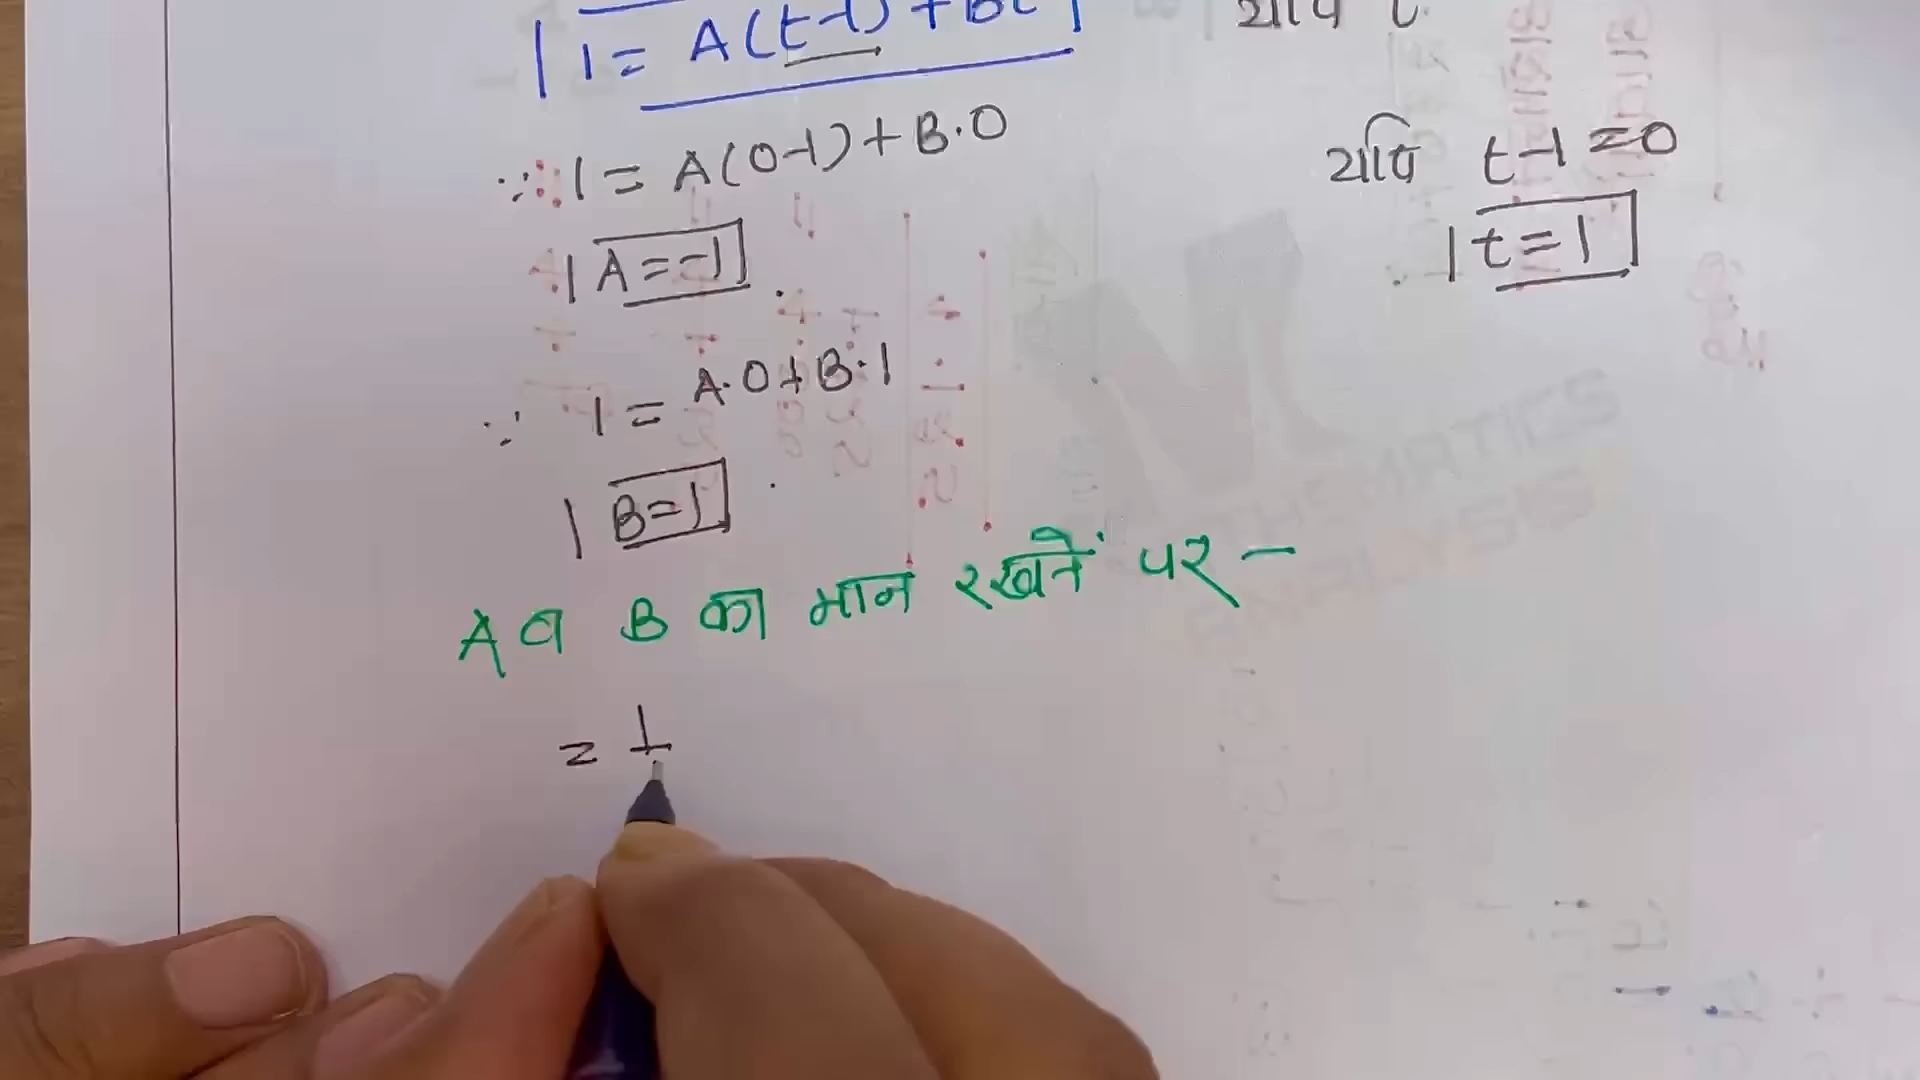 1 = A(t-1) + Bt
∵ 1 = A(0-1) + B.0
यदि t-1 = 0
A = -1
t = 1
∵ 1 = A.0 + B.1
B = 1
A व B का मान रखनें पर -
= 1